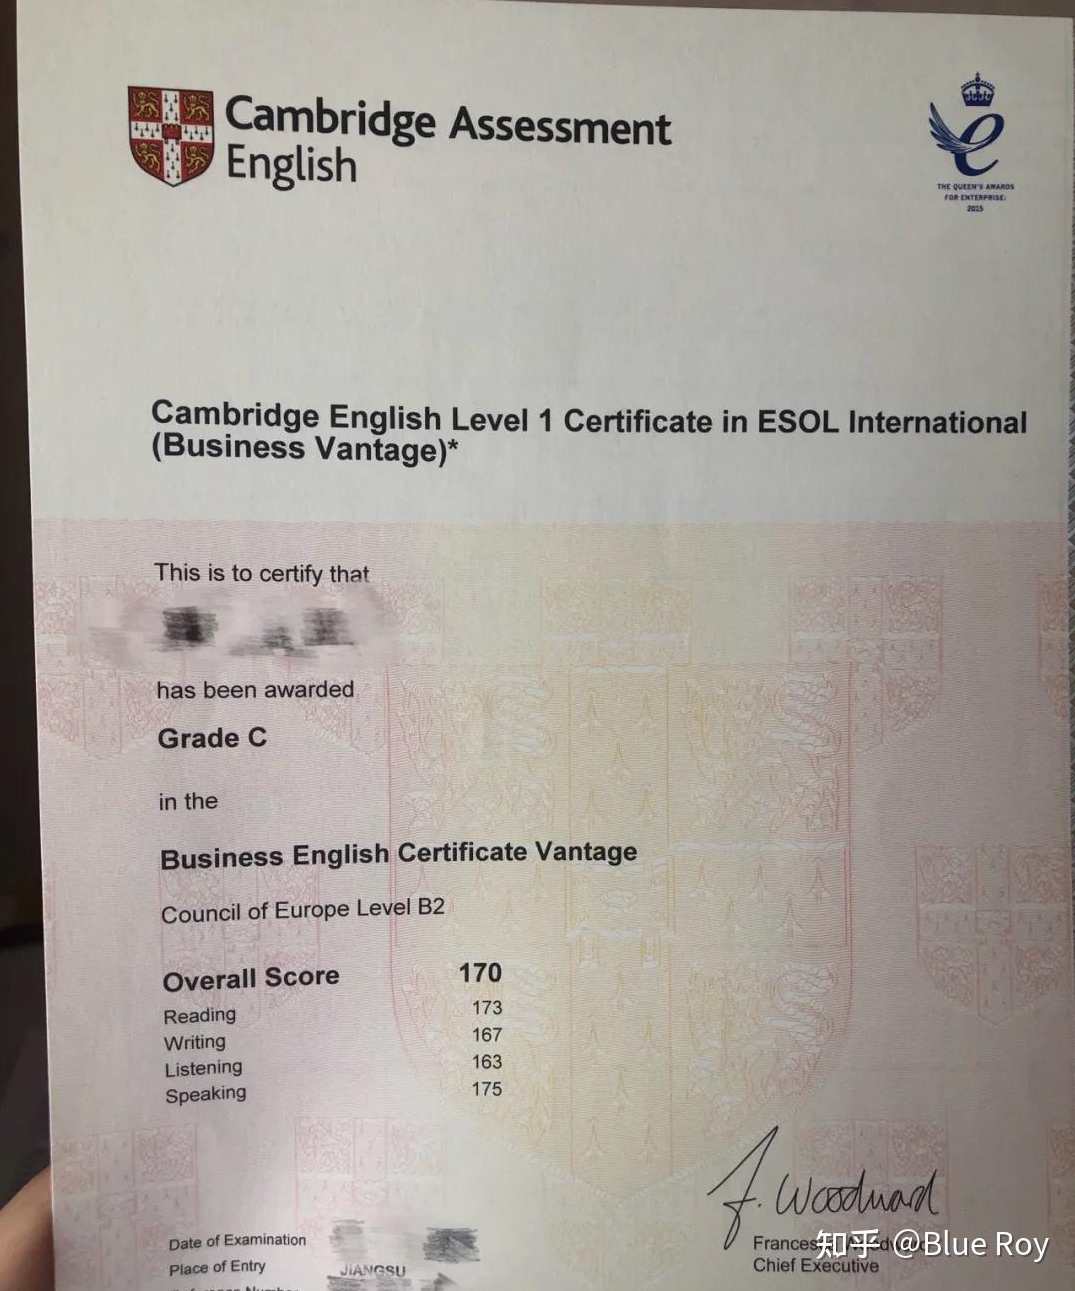 Cambridge Assessment
English
THE QUEEN'S AWARDS
FOR ENTERPRISE:
2015
Cambridge English Level 1 Certificate in ESOL International
(Business Vantage)*
This is to certify that
has been awarded
Grade C
in the
Business English Certificate Vantage
Council of Europe Level B2
Overall Score 170
Reading 173
Writing 167
Listening 163
Speaking 175
F. Woodward
Date of Examination
Place of Entry JIANGSU
Chief Executive
知乎 @Blue Roy